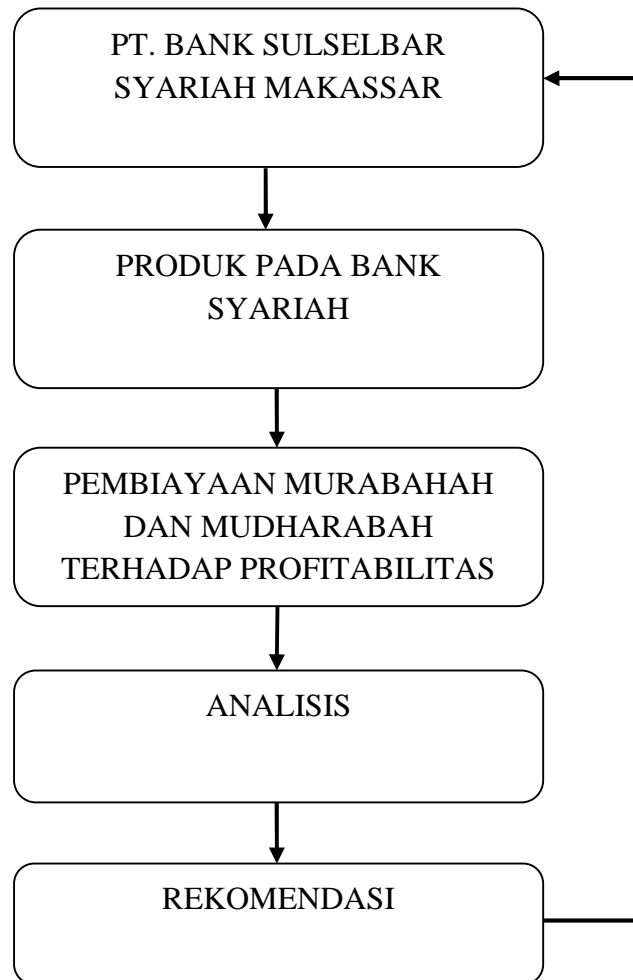 PT. BANK SULSELBAR
SYARIAH MAKASSAR
PRODUK PADA BANK
SYARIAH
PEMBIAYAAN MURABAHAH
DAN MUDHARABAH
TERHADAP PROFITABILITAS
ANALISIS
REKOMENDASI